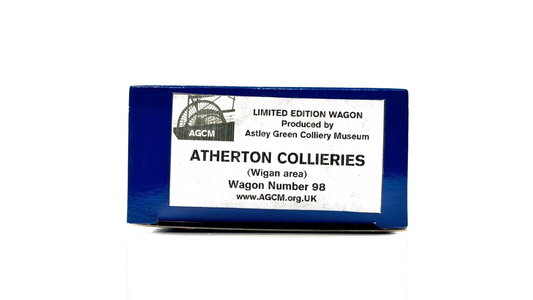 LIMITED EDITION WAGON
Produced by
Astley Green Colliery Museum
AGCM
ATHERTON COLLIERIES
(Wigan area)
Wagon Number 98
www.AGCM.org.UK